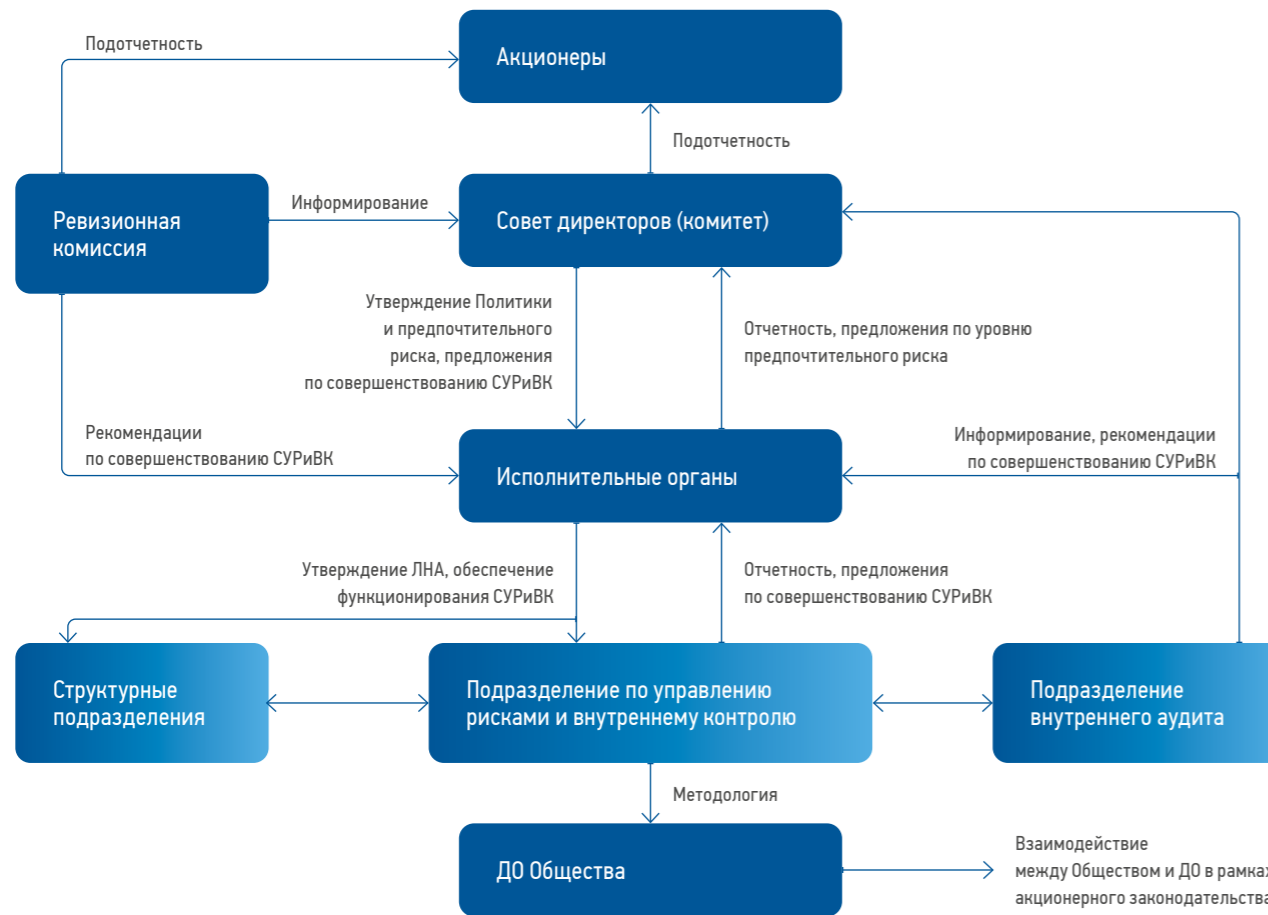 Подотчетность
Акционеры
Подотчетность
Ревизионная
комиссия
Информирование
Совет директоров (комитет)
Утверждение Политики
и предпочтительного
риска, предложения
по совершенствованию СУРиВК
Отчетность, предложения по уровню
предпочтительного риска
Рекомендации
по совершенствованию СУРиВК
Исполнительные органы
Информирование, рекомендации
по совершенствованию СУРиВК
Утверждение ЛНА, обеспечение
функционирования СУРиВК
Отчетность, предложения
по совершенствованию СУРиВК
Структурные
подразделения
Подразделение по управлению
рисками и внутреннему контролю
Подразделение
внутреннего аудита
Методология
ДО Общества
Взаимодействие
между Обществом и ДО в рамках
акционерного законодательства